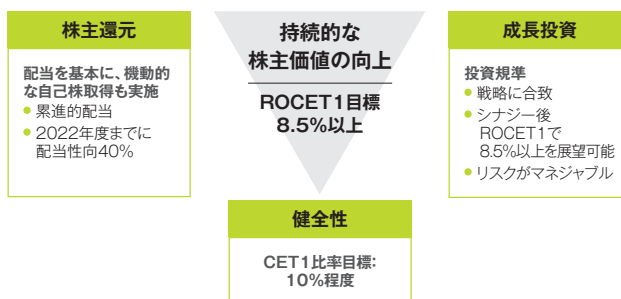 株主還元
配当を基本に、機動的
な自己株取得も実施
● 累進的配当
● 2022年度までに
配当性向40%
持続的な
株主価値の向上
ROCET1目標
8.5%以上
成長投資
投資規準
● 戦略に合致
● シナジー後
ROCET1で
8.5%以上を展望可能
● リスクがマネジャブル
健全性
CET1比率目標:
10%程度